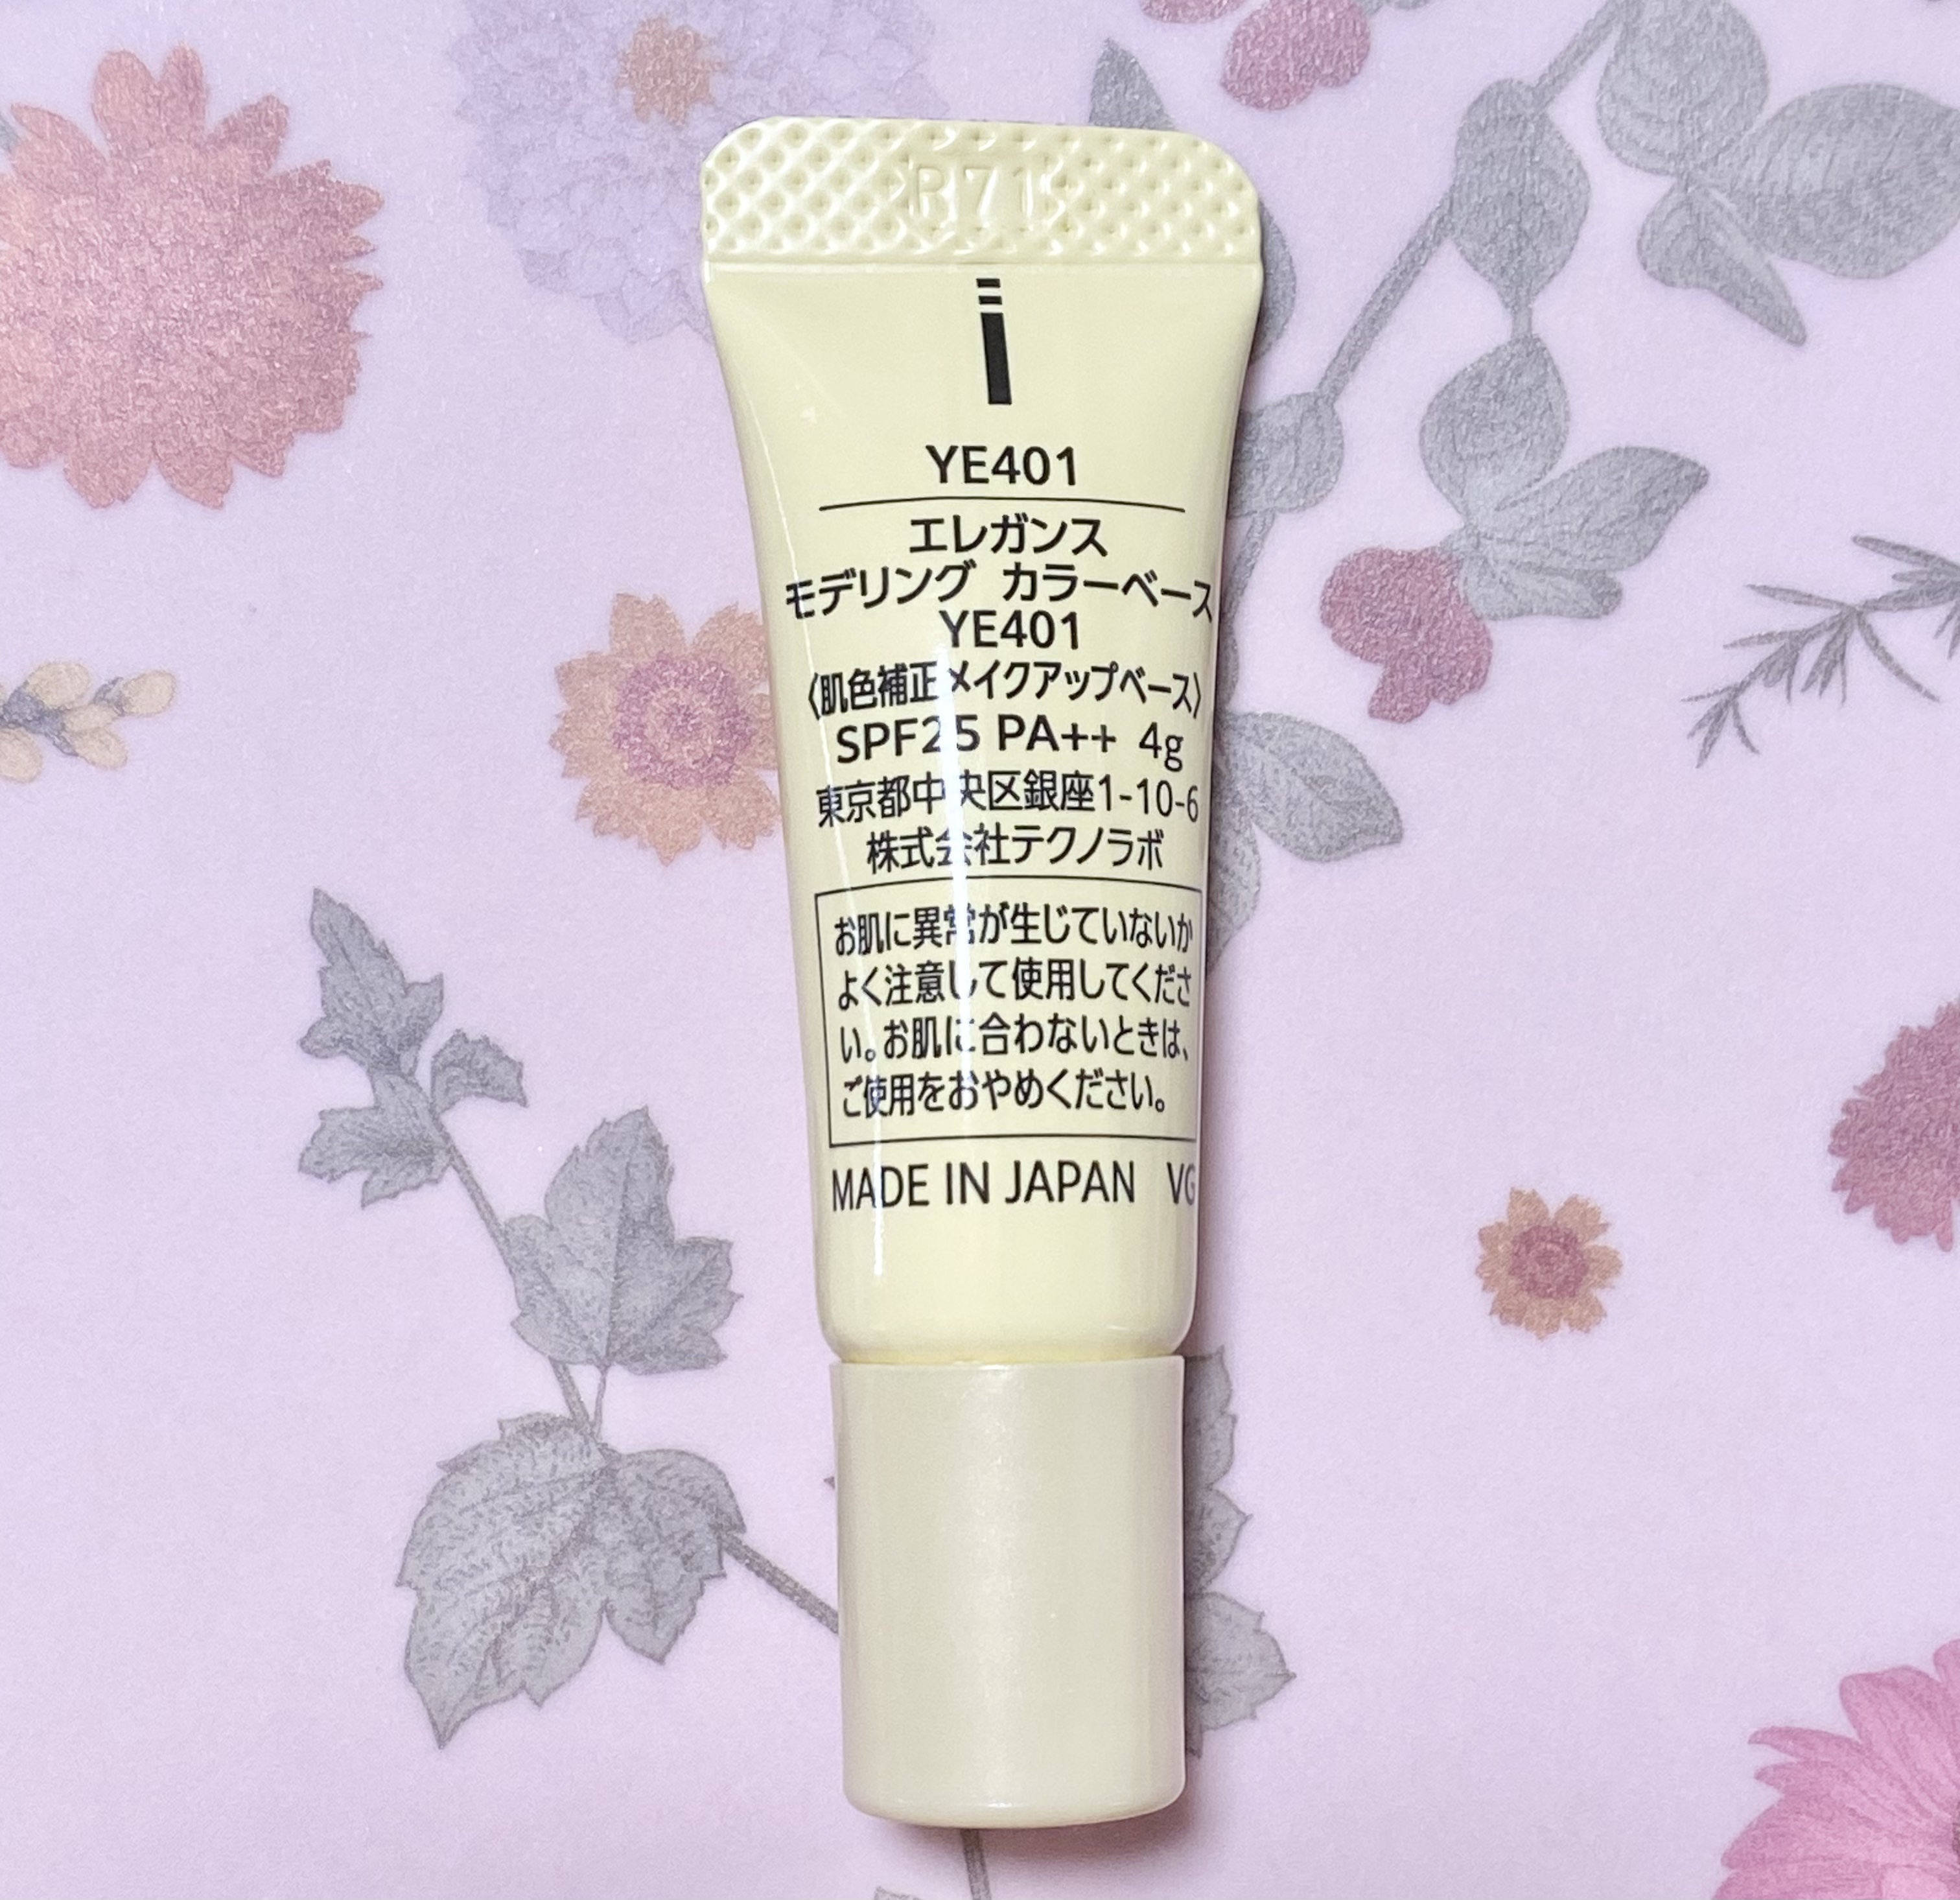 R71
YE401
エレガンス
モデリング カラーベース
YE401
〈肌色補正メイクアップベース〉
SPF25 PA++ 4g
東京都中央区銀座1-10-6
株式会社テクノラボ
お肌に異常が生じていないか
よく注意して使用してくださ
い。お肌に合わないときは、
ご使用をおやめください。
MADE IN JAPAN VG